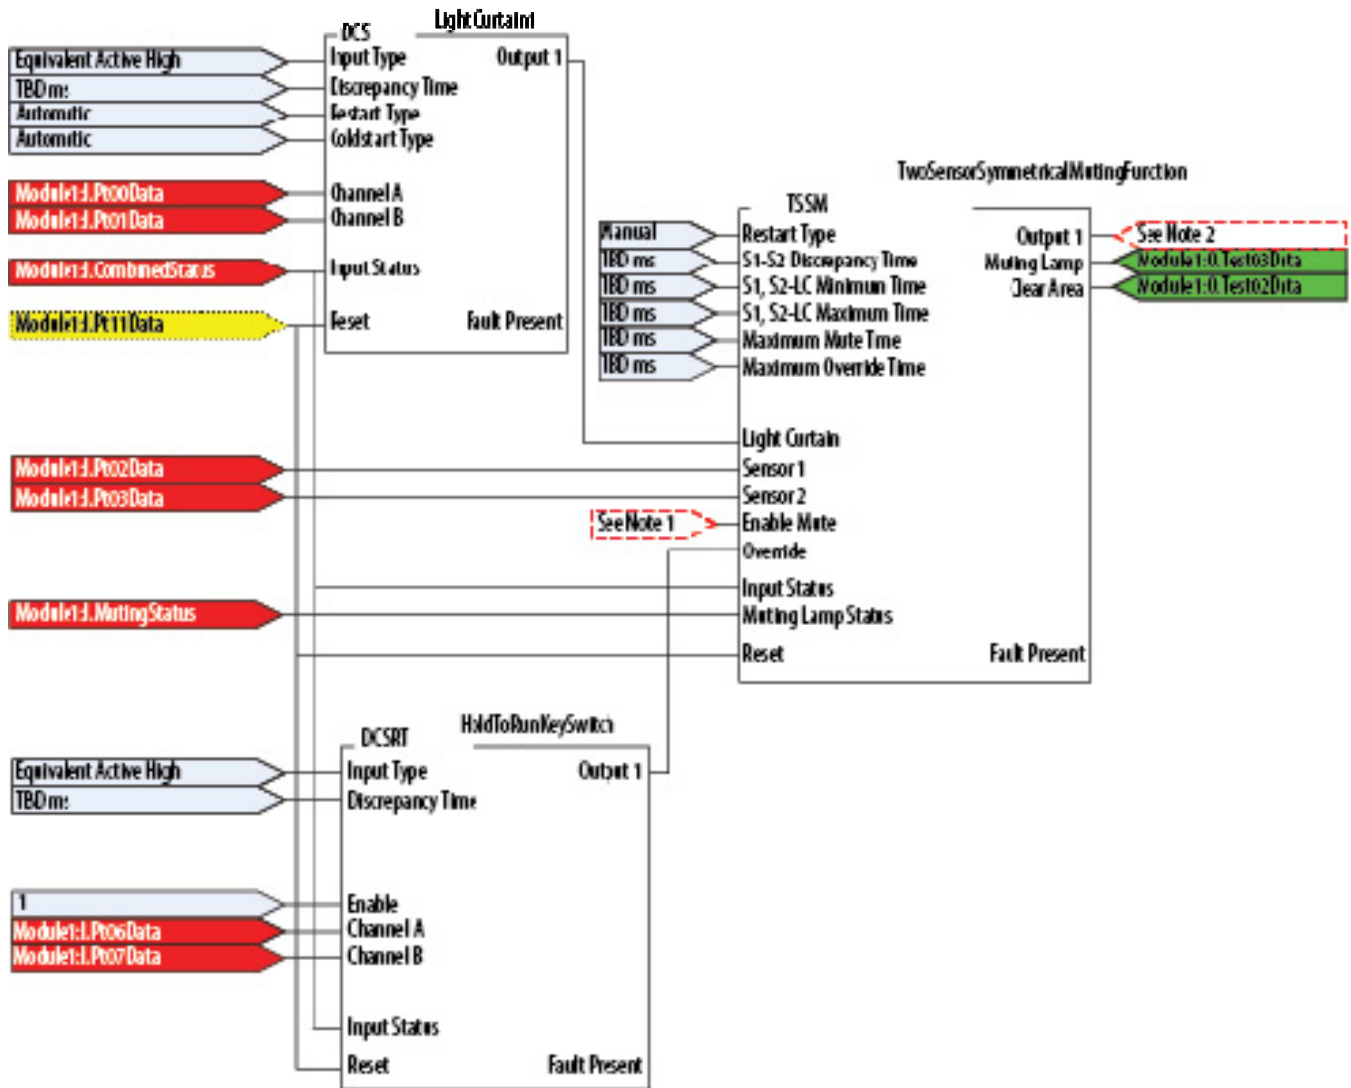 DCS
LightCurtain1
Equivalent Active High
Input Type
Output 1
TBD ms
Discrepancy Time
Automatic
Restart Type
Automatic
Coldstart Type
Module1:I.Pt00Data
Channel A
Module1:I.Pt01Data
Channel B
Module1:I.CombinedStatus
Input Status
Module1:I.Pt11Data
Reset
Fault Present
TwoSensorSymmetricalMutingFunction
TSSM
Manual
Restart Type
Output 1
See Note 2
TBD ms
S1-S2 Discrepancy Time
Muting Lamp
Module1:O.Test03Data
TBD ms
S1, S2-LC Minimum Time
Clear Area
Module1:O.Test02Data
TBD ms
S1, S2-LC Maximum Time
TBD ms
Maximum Mute Time
TBD ms
Maximum Override Time
Light Curtain
Module1:I.Pt02Data
Sensor 1
Module1:I.Pt03Data
Sensor 2
See Note 1
Enable Mute
Override
Input Status
Module1:I.MutingStatus
Muting Lamp Status
Reset
Fault Present
DCSRT
HoldToRunKeySwitch
Equivalent Active High
Input Type
Output 1
TBD ms
Discrepancy Time
1
Enable
Module1:I.Pt06Data
Channel A
Module1:I.Pt07Data
Channel B
Input Status
Reset
Fault Present